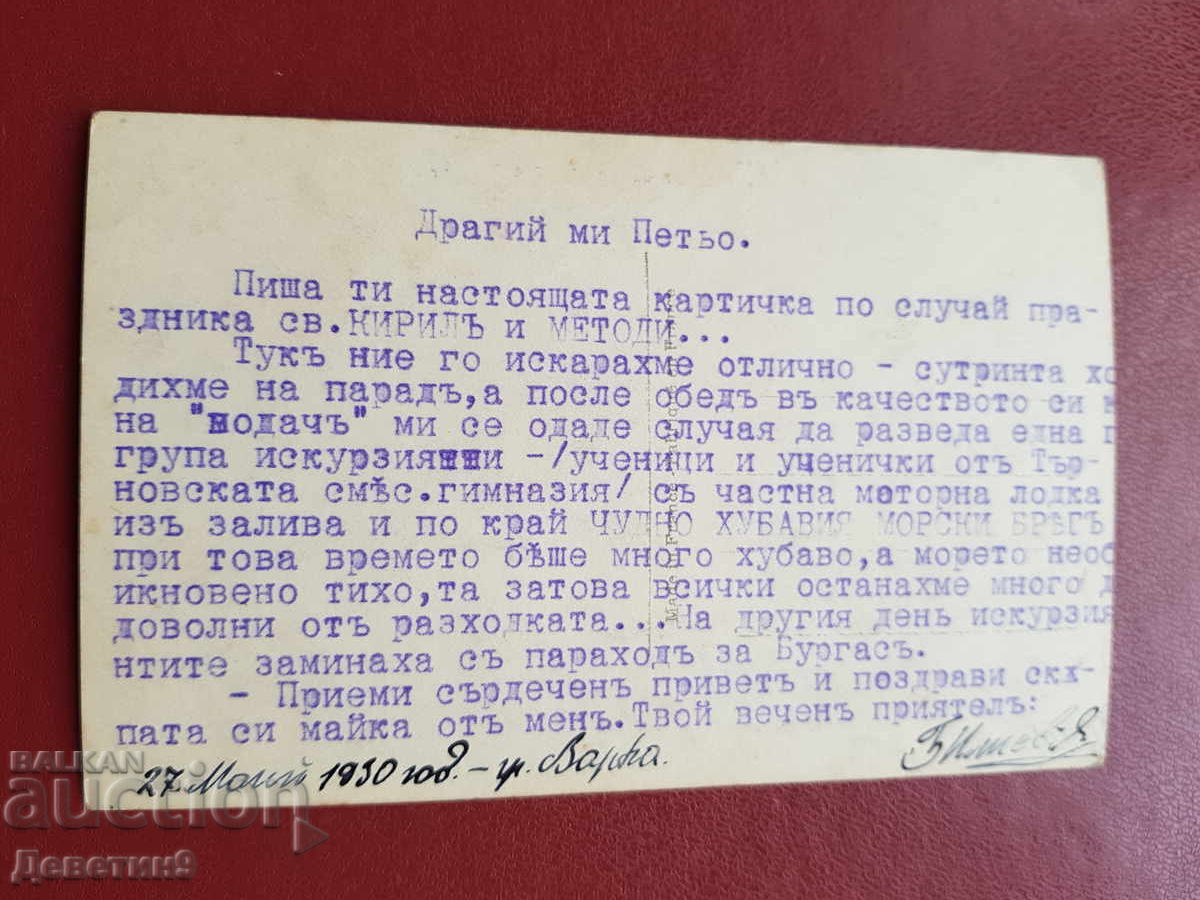 Драгий ми Петьо.
Пиша ти настоящата картичка по случай пра-
здника св.КИРИЛЪ и МЕТОДИ...
Тукъ ние го искарахме отлично - сутринта хо
дихме на парадъ,а после обедъ въ качеството си к
на "водачъ" ми се одаде случая да разведа една г
група искурзиянти -/ученици и ученички отъ Тър-
новската смѣс.гимназия/ съ частна моторна лодка
изъ залива и по край ЧУДНО ХУБАВИЯ МОРСКИ БРѢГЪ
при това времето бѣше много хубаво,а морето необ
икновено тихо,та затова всички останахме много д
доволни отъ разходката...На другия день искурзия
нтите заминаха съ параходъ за Бургасъ.
- Приеми сърдеченъ приветъ и поздрави скѫ-
пата си майка отъ менъ.Твой веченъ приятелъ:
27. Маий 1930 год. - гр. Варна.
BALKAN
auction
Деветин9